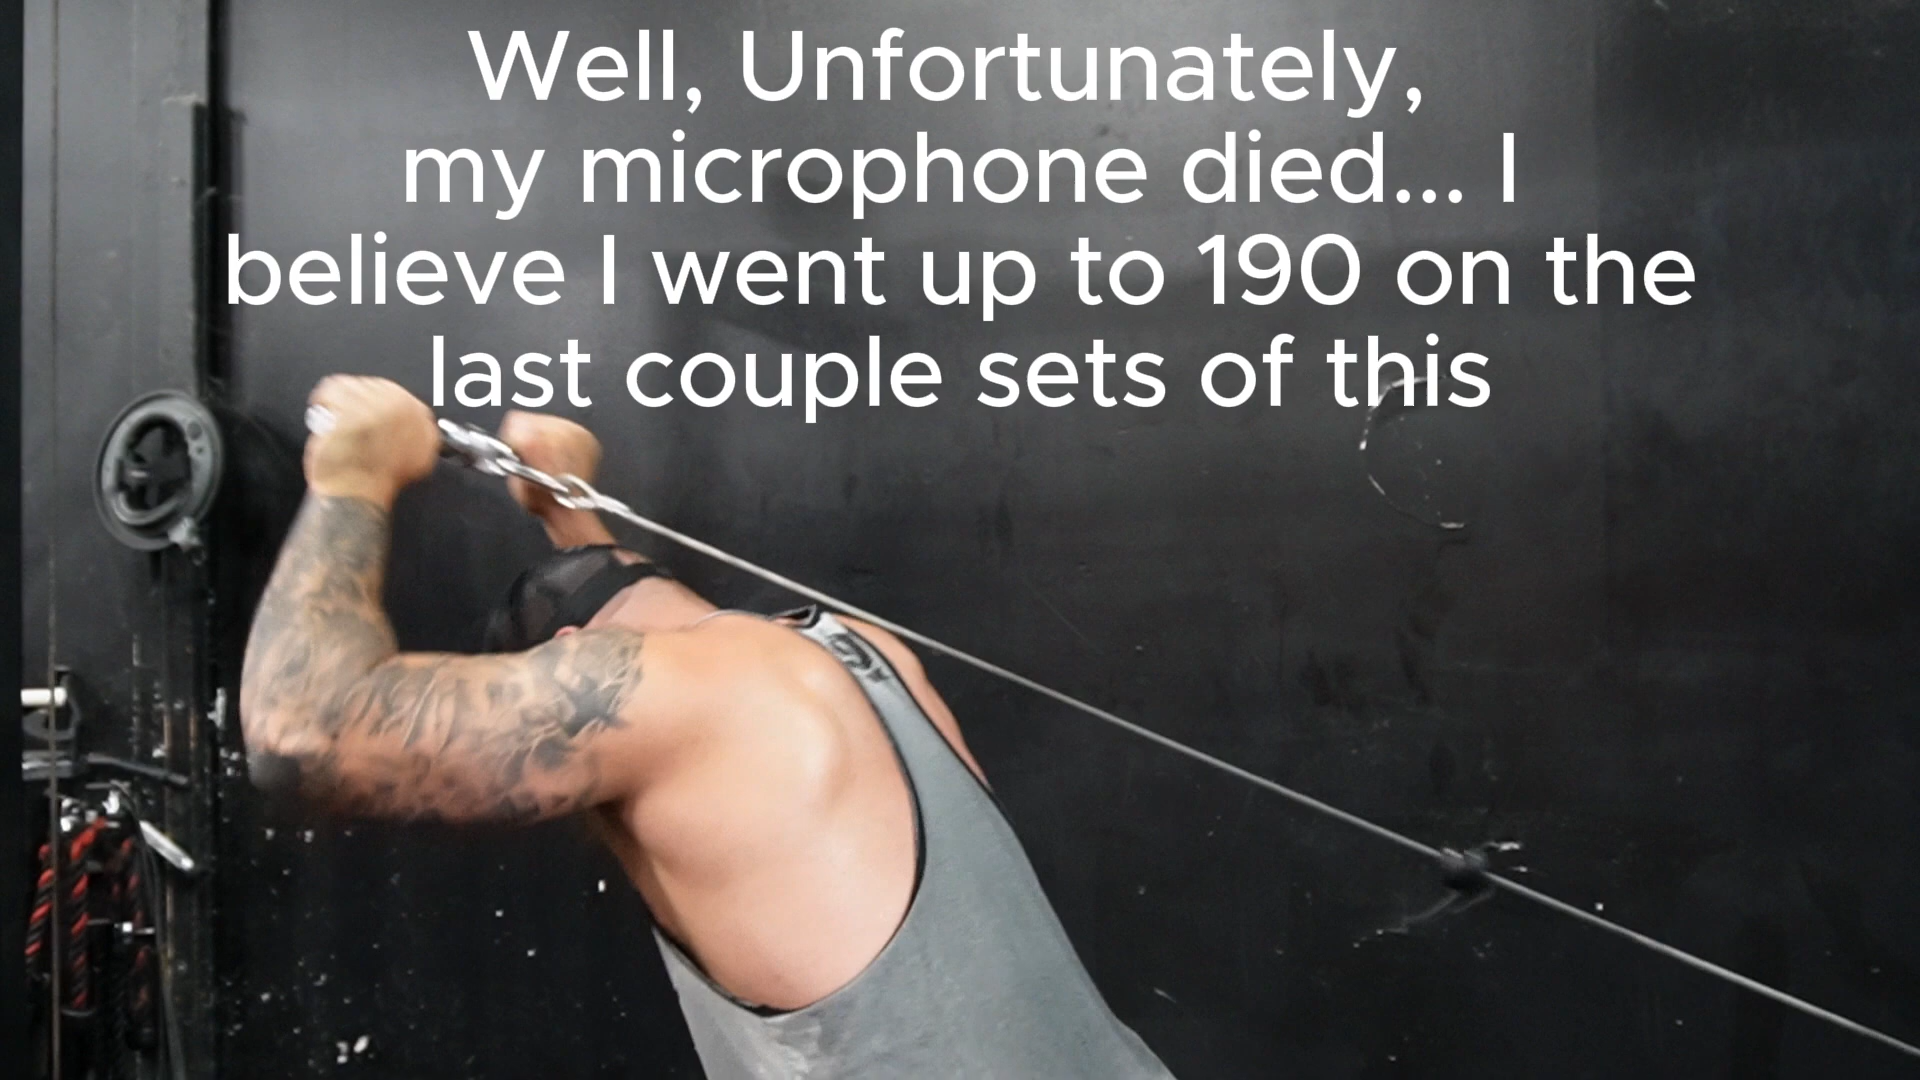 Well, Unfortunately,
my microphone died... I
believe I went up to 190 on the
last couple sets of this